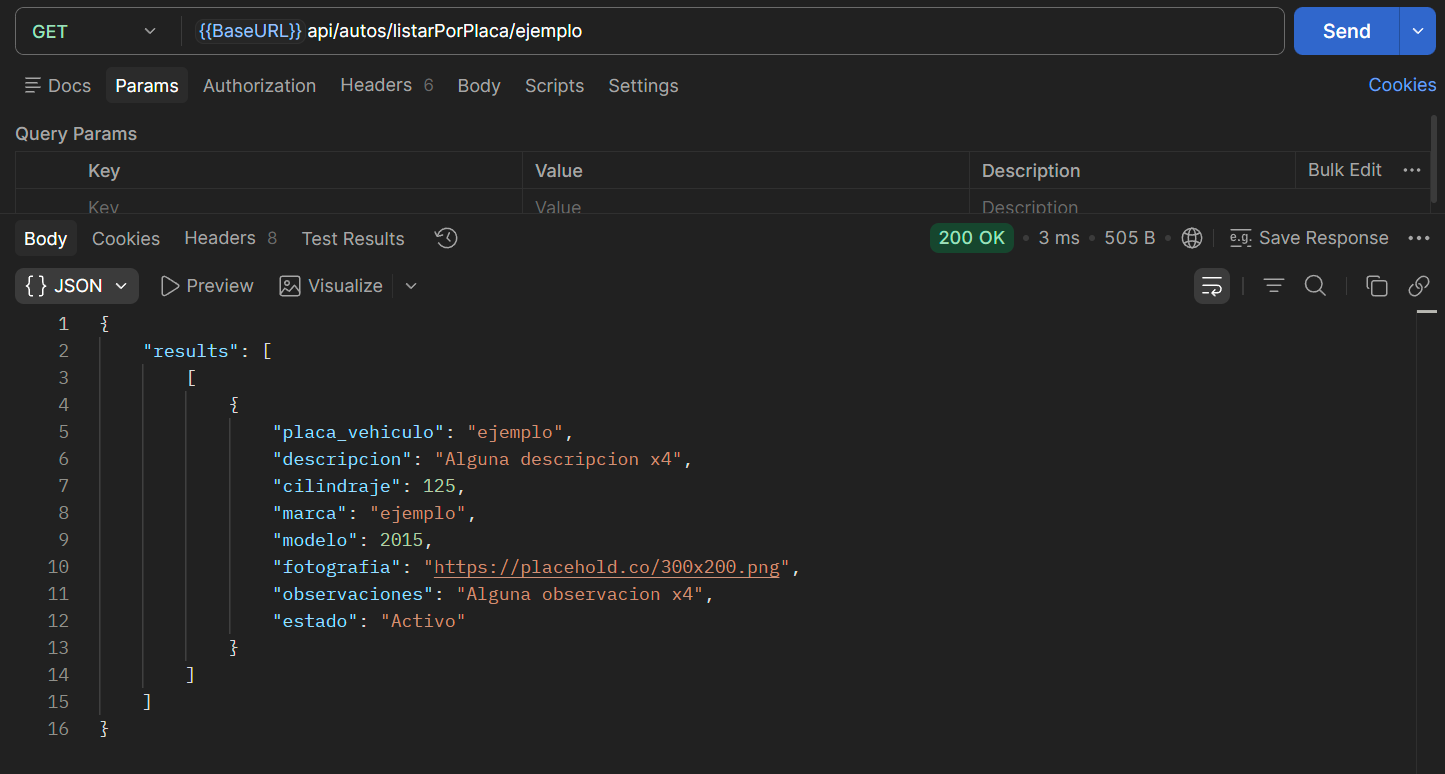 GET {{BaseURL}} api/autos/listarPorPlaca/ejemplo Send
Docs Params Authorization Headers 6 Body Scripts Settings Cookies
Query Params
Key Value Description Bulk Edit
Key Value Description
Body Cookies Headers 8 Test Results 200 OK • 3 ms • 505 B • e.g. Save Response
{} JSON Preview Visualize
1 {
2 "results": [
3 [
4 {
5 "placa_vehiculo": "ejemplo",
6 "descripcion": "Alguna descripcion x4",
7 "cilindraje": 125,
8 "marca": "ejemplo",
9 "modelo": 2015,
10 "fotografia": "https://placehold.co/300x200.png",
11 "observaciones": "Alguna observacion x4",
12 "estado": "Activo"
13 }
14 ]
15 ]
16 }